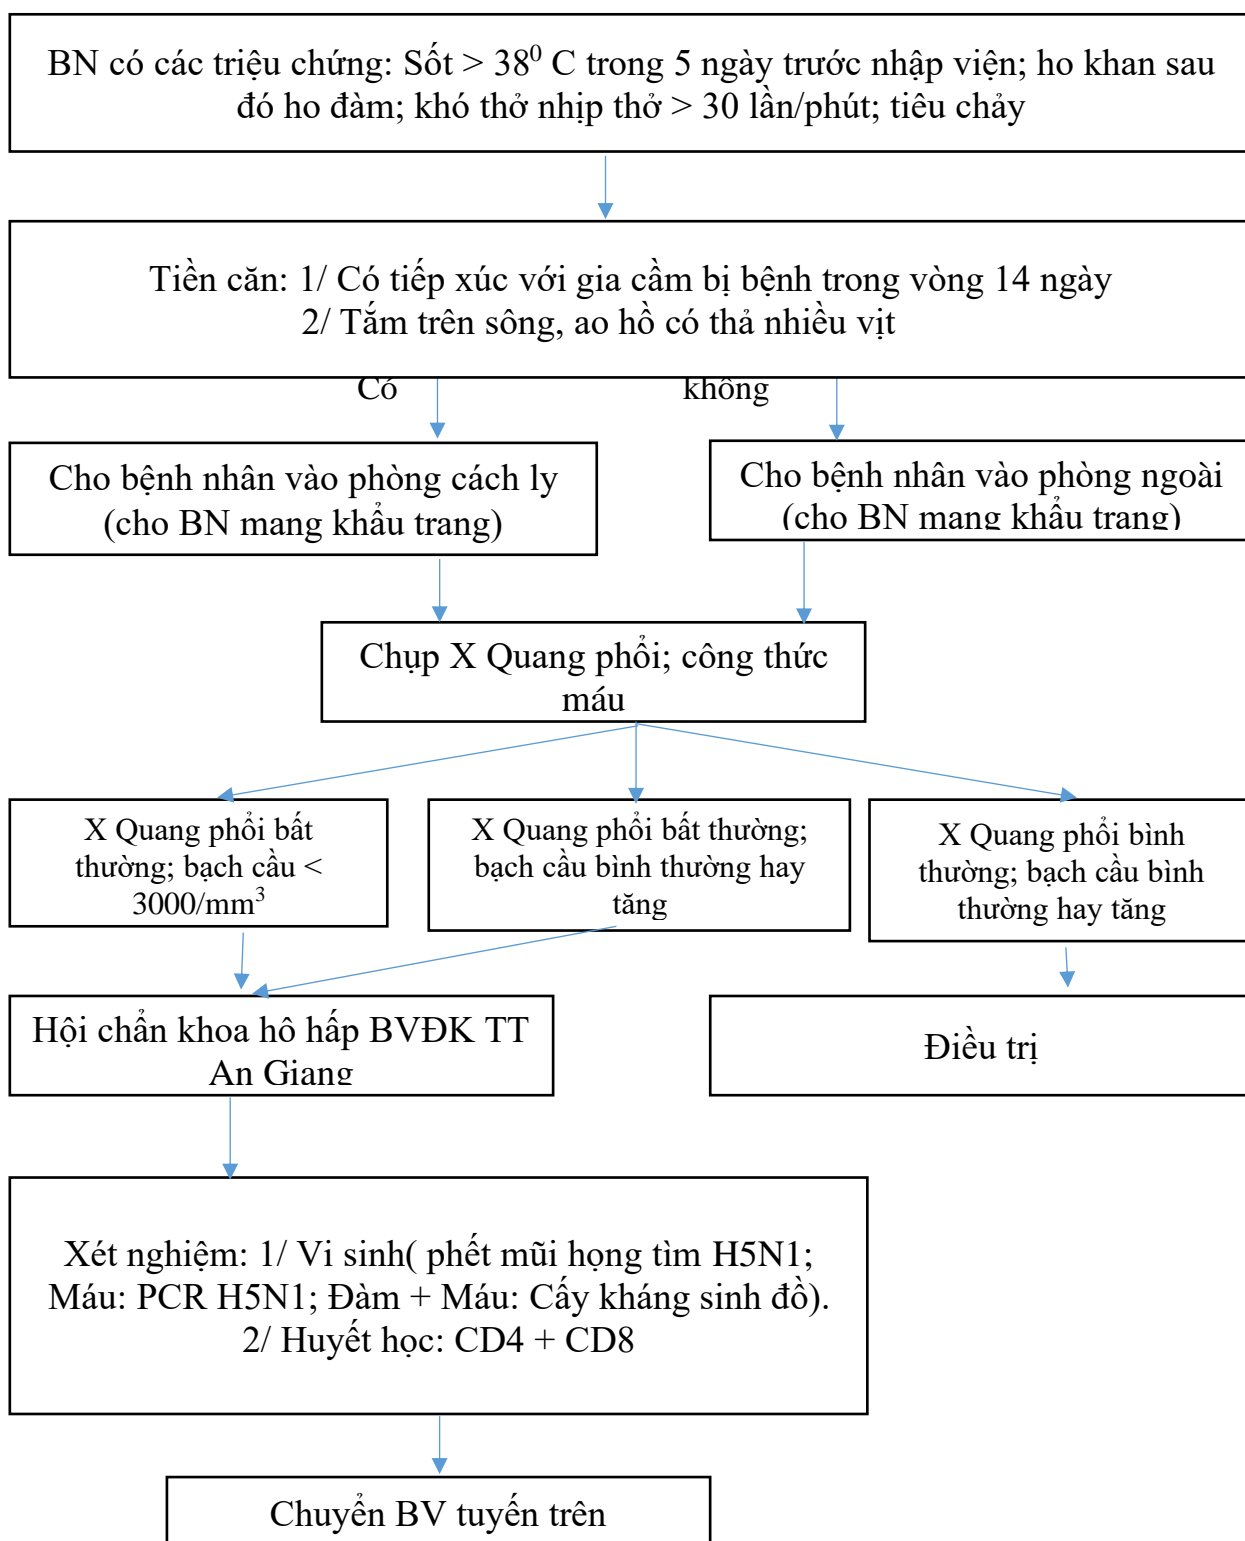 BN có các triệu chứng: Sốt > 38⁰ C trong 5 ngày trước nhập viện; ho khan sau
đó ho đàm; khó thở nhịp thở > 30 lần/phút; tiêu chảy
Tiền căn: 1/ Có tiếp xúc với gia cầm bị bệnh trong vòng 14 ngày
2/ Tắm trên sông, ao hồ có thả nhiều vịt
Có
không
Cho bệnh nhân vào phòng cách ly
(cho BN mang khẩu trang)
Cho bệnh nhân vào phòng ngoài
(cho BN mang khẩu trang)
Chụp X Quang phổi; công thức
máu
X Quang phổi bất
thường; bạch cầu <
3000/mm³
X Quang phổi bất thường;
bạch cầu bình thường hay
tăng
X Quang phổi bình
thường; bạch cầu bình
thường hay tăng
Hội chẩn khoa hô hấp BVĐK TT
An Giang
Điều trị
Xét nghiệm: 1/ Vi sinh( phết mũi họng tìm H5N1;
Máu: PCR H5N1; Đàm + Máu: Cấy kháng sinh đồ).
2/ Huyết học: CD4 + CD8
Chuyển BV tuyến trên